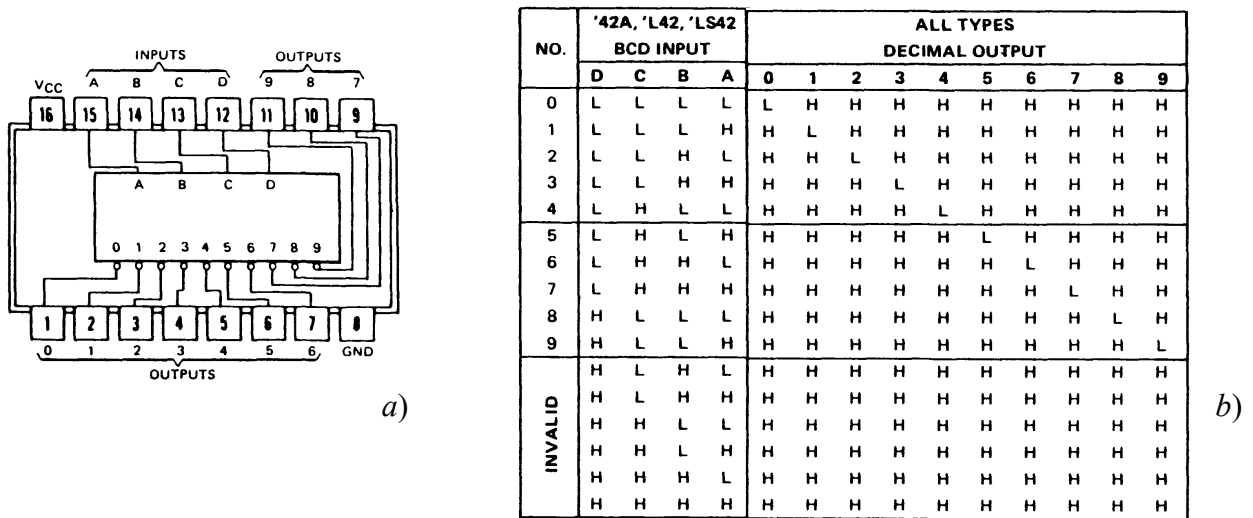 INPUTS OUTPUTS
VCC A B C D 9 8 7
16 15 14 13 12 11 10 9
A B C D
0 1 2 3 4 5 6 7 8 9
1 2 3 4 5 6 7 8
0 1 2 3 4 5 6 GND
OUTPUTS
a)
NO. '42A, 'L42, 'LS42 ALL TYPES
BCD INPUT DECIMAL OUTPUT
D C B A 0 1 2 3 4 5 6 7 8 9
0 L L L L L H H H H H H H H H
1 L L L H H L H H H H H H H H
2 L L H L H H L H H H H H H H
3 L L H H H H H L H H H H H H
4 L H L L H H H H L H H H H H
5 L H L H H H H H H L H H H H
6 L H H L H H H H H H L H H H
7 L H H H H H H H H H H L H H
8 H L L L H H H H H H H H L H
9 H L L H H H H H H H H H H L
INVALID
H L H L H H H H H H H H H H
H L H H H H H H H H H H H H
H H L L H H H H H H H H H H
H H L H H H H H H H H H H H
H H H L H H H H H H H H H H
H H H H H H H H H H H H H H
b)